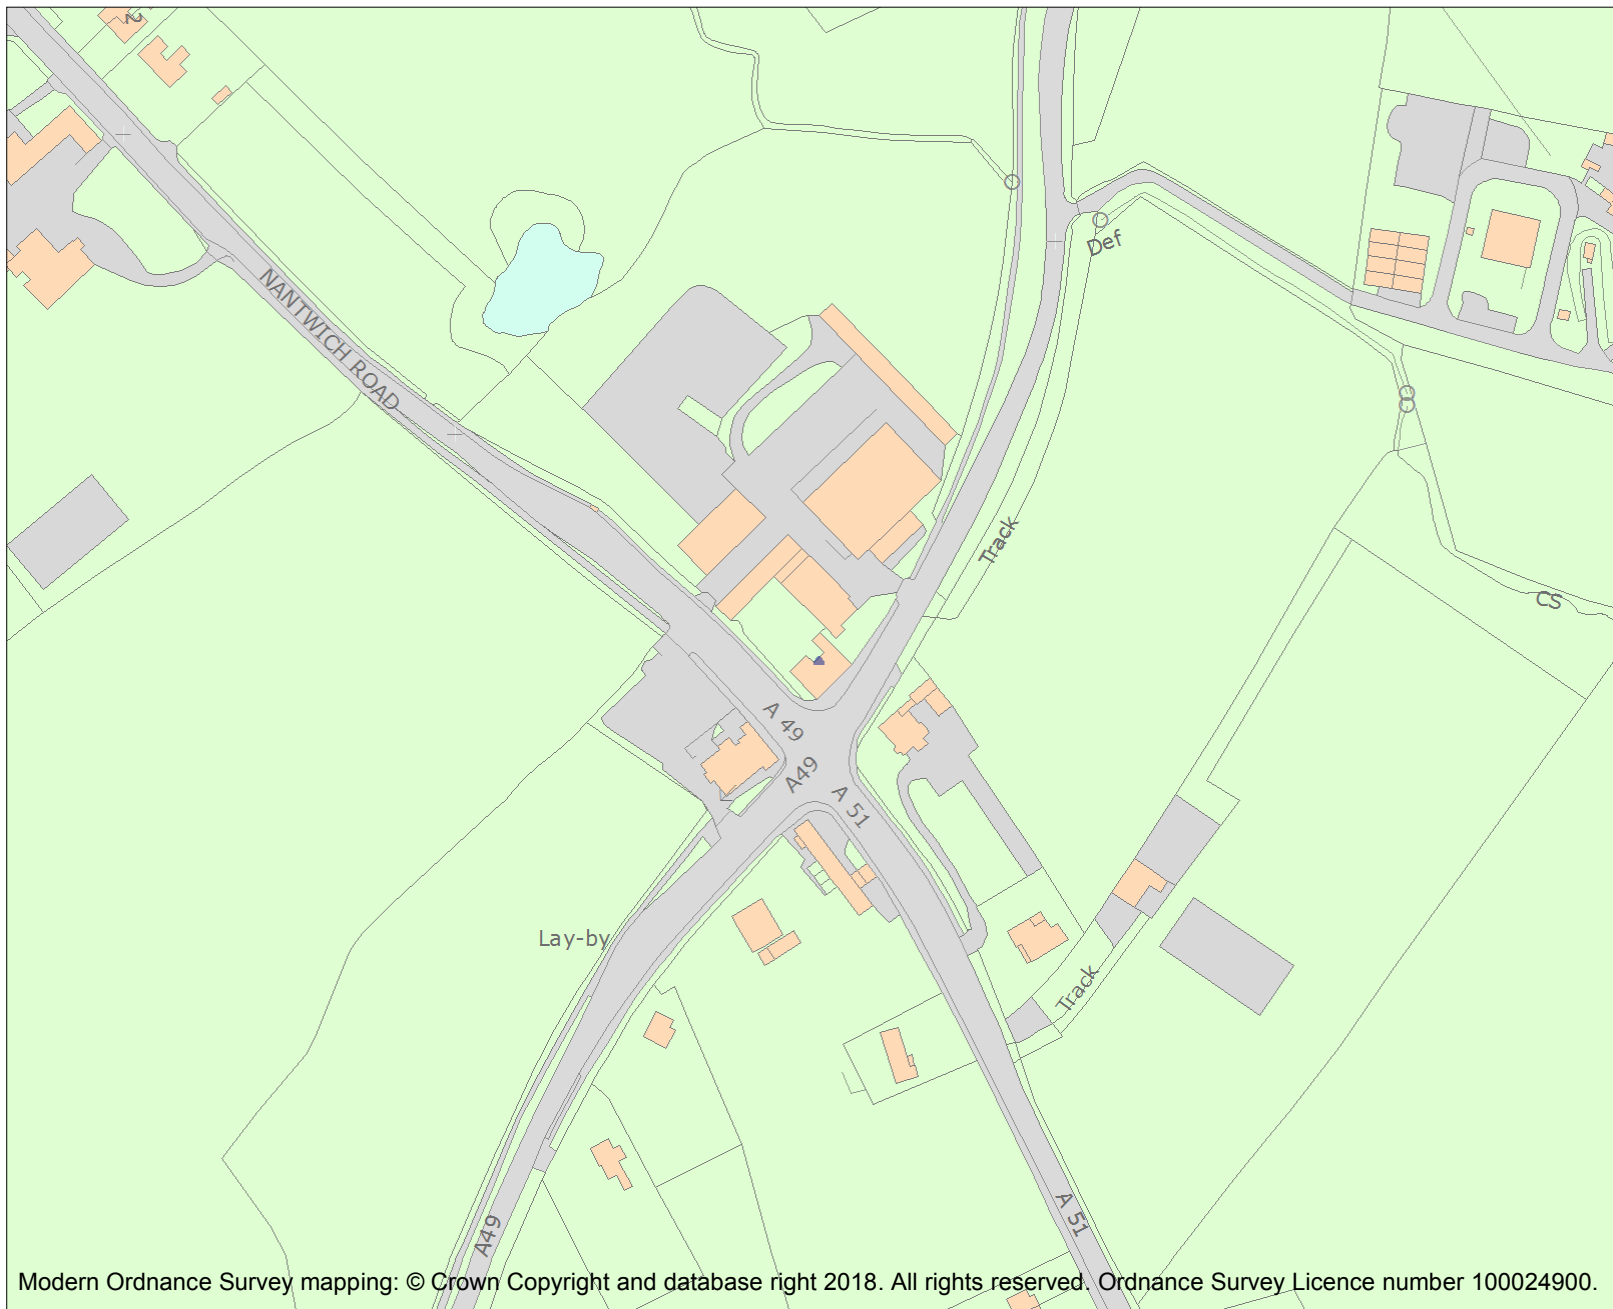 2
NANTWICH ROAD
Def
Track
CS
A 49
A49
A 51
Lay-by
Track
A49
A 51
Modern Ordnance Survey mapping: © Crown Copyright and database right 2018. All rights reserved. Ordnance Survey Licence number 100024900.